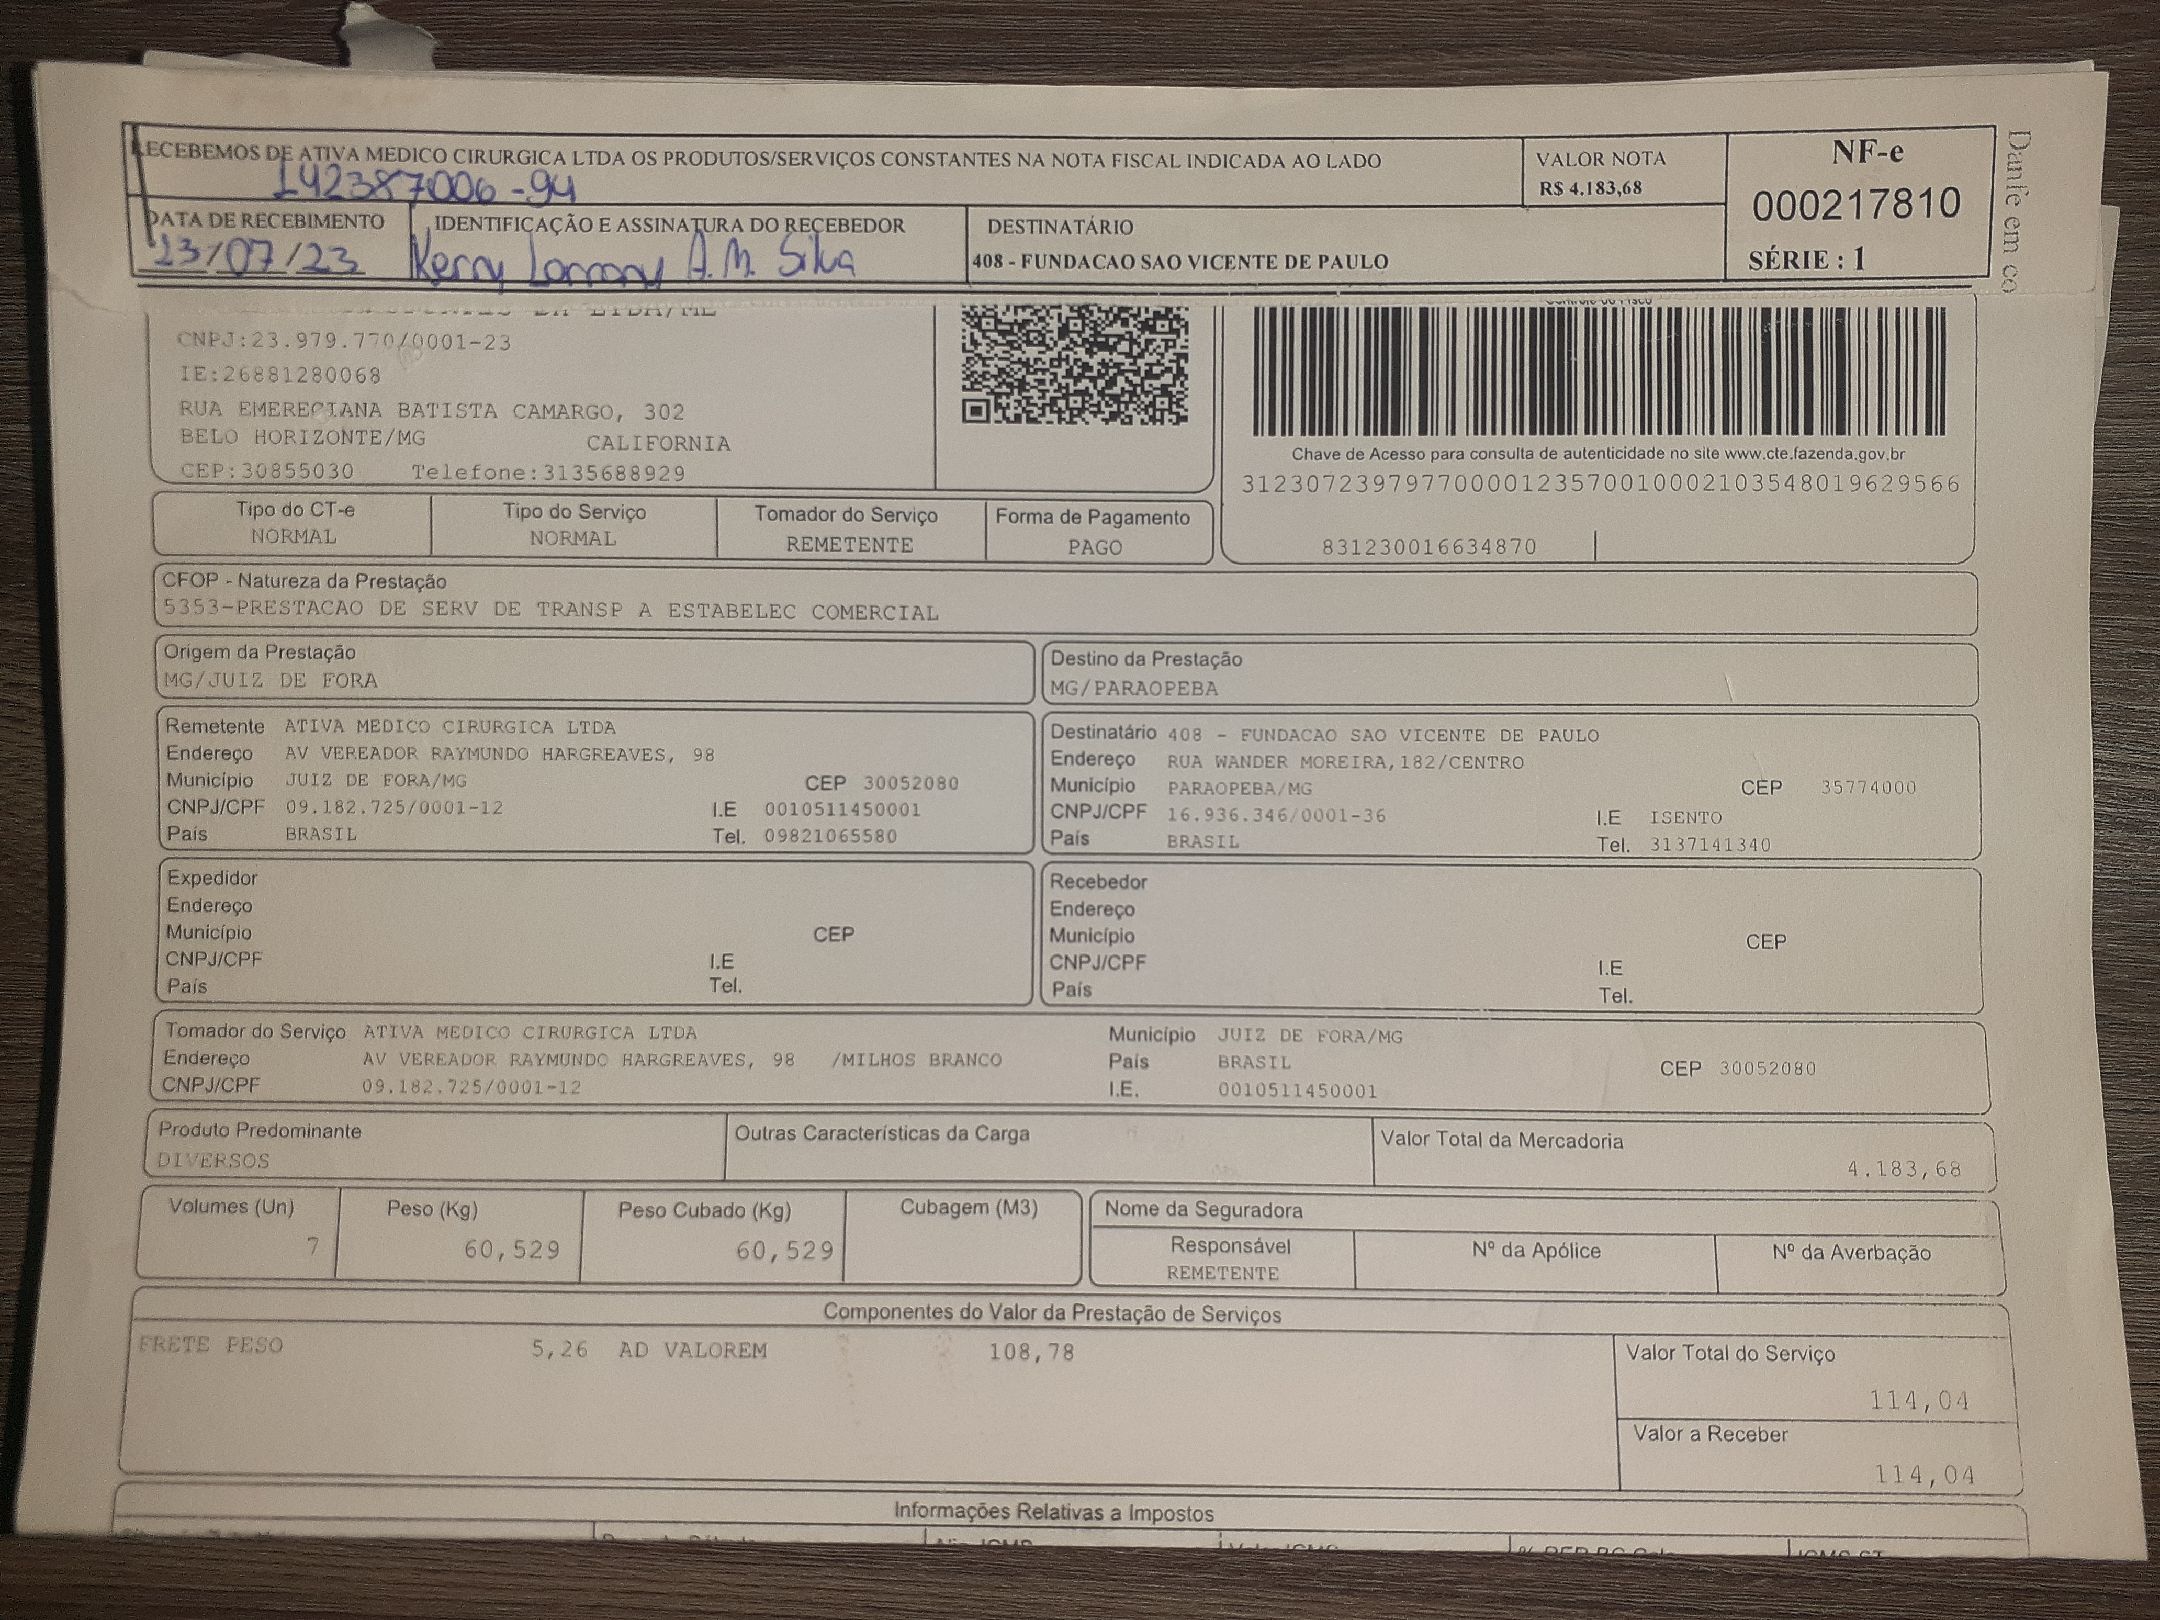 RECEBEMOS DE ATIVA MEDICO CIRURGICA LTDA OS PRODUTOS/SERVIÇOS CONSTANTES NA NOTA FISCAL INDICADA AO LADO
142387006-94
VALOR NOTA
R$ 4.183,68
NF-e
000217810
SÉRIE : 1
Danfe em co
DATA DE RECEBIMENTO
23/07/23
IDENTIFICAÇÃO E ASSINATURA DO RECEBEDOR
Kerny Lorrany A. M. Silva
DESTINATÁRIO
408 - FUNDACAO SAO VICENTE DE PAULO
CNPJ:23.979.770/0001-23
IE:26881280068
RUA EMERECIANA BATISTA CAMARGO, 302
BELO HORIZONTE/MG CALIFORNIA
CEP:30855030 Telefone:3135688929
Chave de Acesso para consulta de autenticidade no site www.cte.fazenda.gov.br
31230723979770000123570010002103548019629566
831230016634870
Tipo do CT-e
NORMAL
Tipo do Serviço
NORMAL
Tomador do Serviço
REMETENTE
Forma de Pagamento
PAGO
CFOP - Natureza da Prestação
5353-PRESTACAO DE SERV DE TRANSP A ESTABELEC COMERCIAL
Origem da Prestação
MG/JUIZ DE FORA
Destino da Prestação
MG/PARAOPEBA
Remetente ATIVA MEDICO CIRURGICA LTDA
Endereço AV VEREADOR RAYMUNDO HARGREAVES, 98
Município JUIZ DE FORA/MG CEP 30052080
CNPJ/CPF 09.182.725/0001-12 I.E 0010511450001
País BRASIL Tel. 09821065580
Destinatário 408 - FUNDACAO SAO VICENTE DE PAULO
Endereço RUA WANDER MOREIRA,182/CENTRO
Município PARAOPEBA/MG CEP 35774000
CNPJ/CPF 16.936.346/0001-36 I.E ISENTO
País BRASIL Tel. 3137141340
Expedidor
Endereço
Município CEP
CNPJ/CPF I.E
País Tel.
Recebedor
Endereço
Município CEP
CNPJ/CPF I.E
País Tel.
Tomador do Serviço ATIVA MEDICO CIRURGICA LTDA Município JUIZ DE FORA/MG
Endereço AV VEREADOR RAYMUNDO HARGREAVES, 98 /MILHOS BRANCO País BRASIL CEP 30052080
CNPJ/CPF 09.182.725/0001-12 I.E. 0010511450001
Produto Predominante
DIVERSOS
Outras Características da Carga
Valor Total da Mercadoria
4.183,68
Volumes (Un)
7
Peso (Kg)
60,529
Peso Cubado (Kg)
60,529
Cubagem (M3)
Nome da Seguradora
Responsável
REMETENTE
Nº da Apólice
Nº da Averbação
Componentes do Valor da Prestação de Serviços
FRETE PESO 5,26 AD VALOREM 108,78
Valor Total do Serviço
114,04
Valor a Receber
114,04
Informações Relativas a Impostos